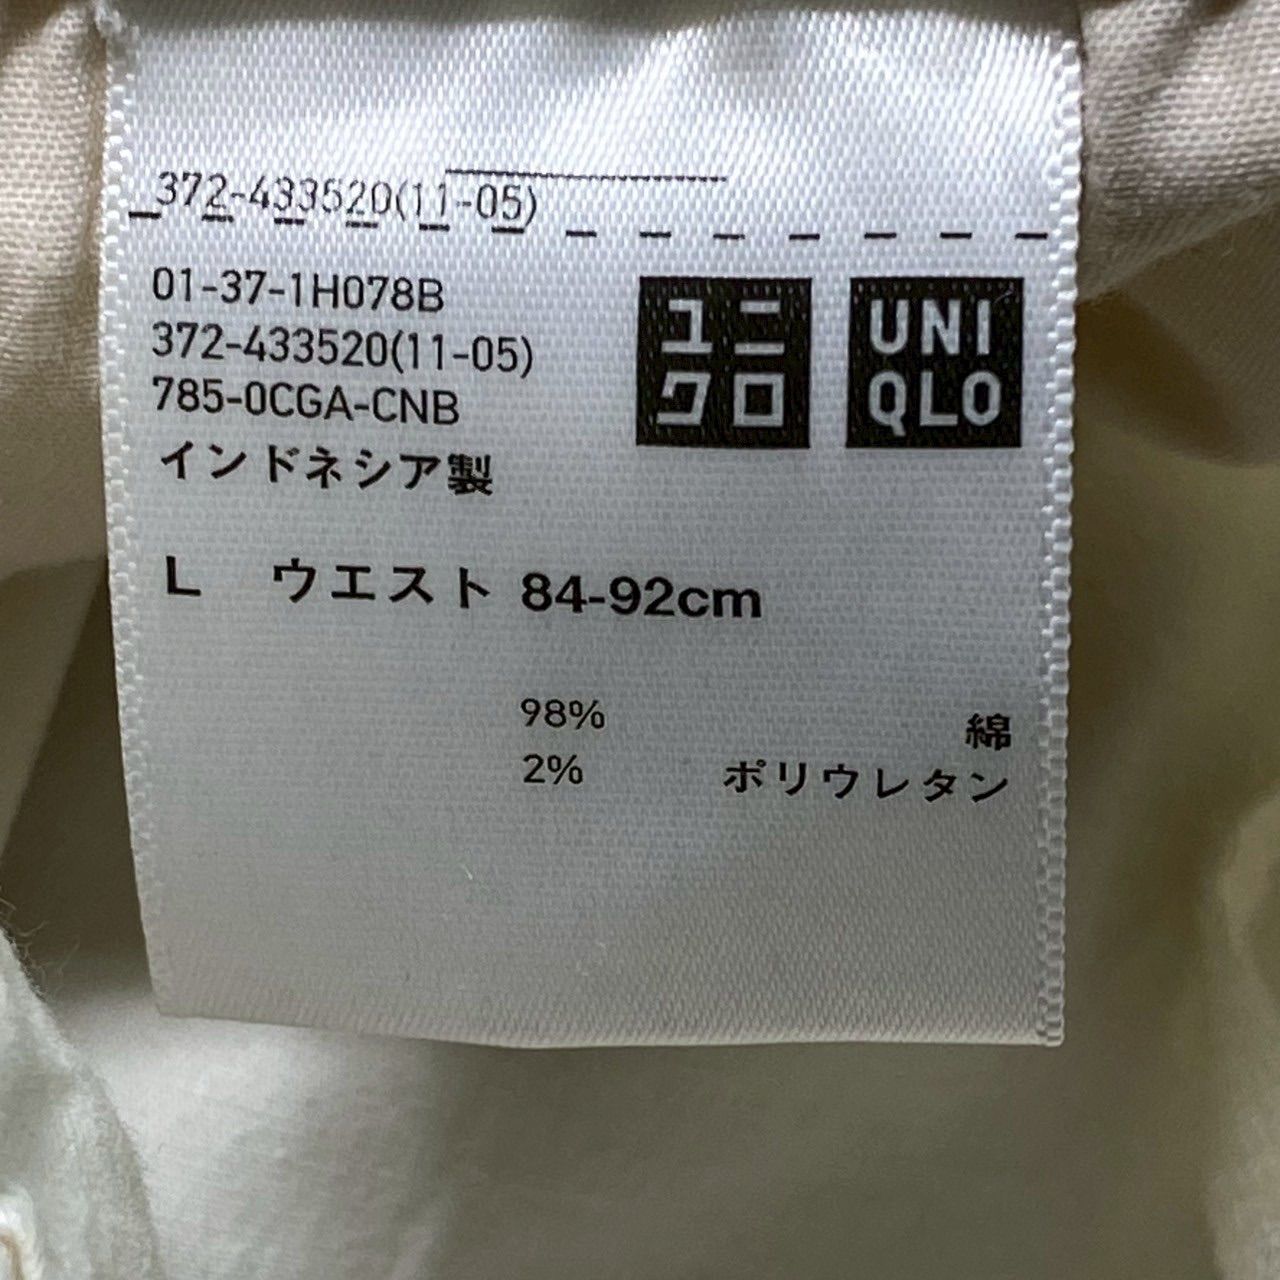 372-433520(11-05)
01-37-1H078B
372-433520(11-05)
785-0CGA-CNB
インドネシア製
ユニ
クロ
UNI
QLO
L ウエスト 84-92cm
98% 綿
2% ポリウレタン